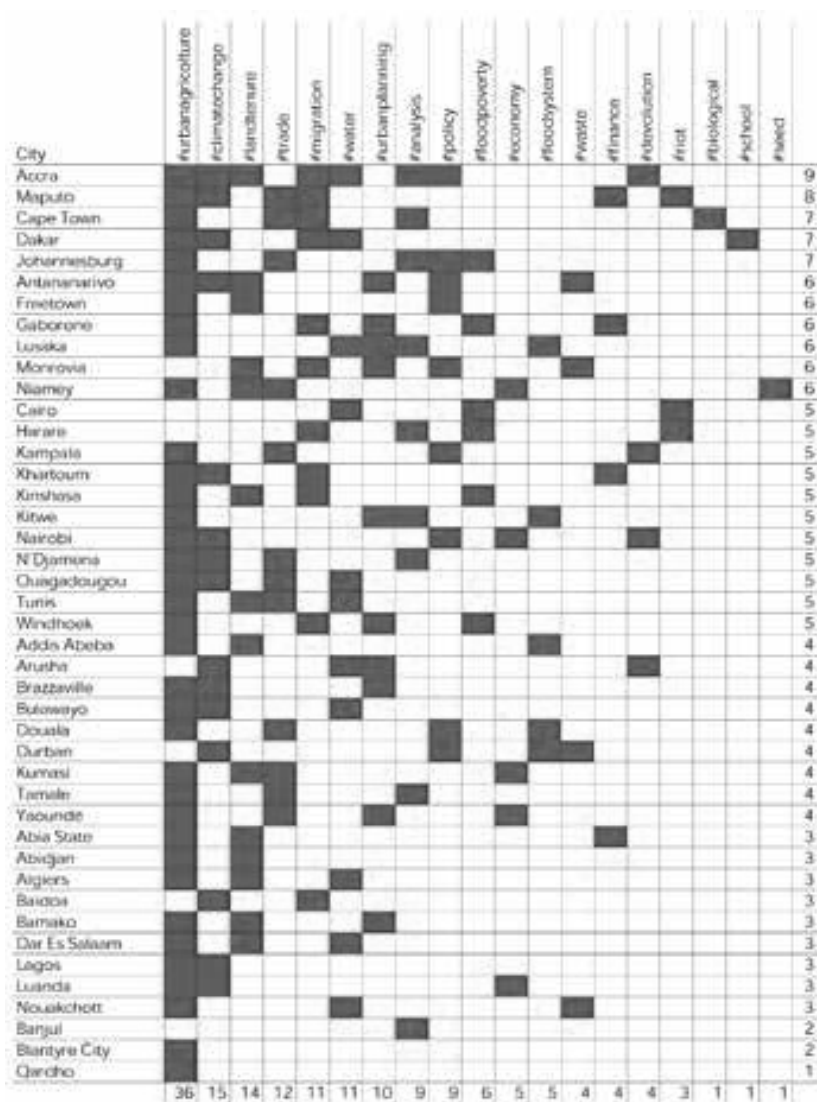 City #urbanagricolture #climatechange #landtenure #trade #migration #water #urbanplanning #analysis #policy #foodpoverty #economy #foodsystem #waste #finance #devolution #riot #biological #school #seed
Accra 9
Maputo 8
Cape Town 7
Dakar 7
Johannesburg 7
Antananarivo 6
Freetown 6
Gaborone 6
Lusaka 6
Monrovia 6
Niamey 6
Cairo 5
Harare 5
Kampala 5
Khartoum 5
Kinshasa 5
Kitwe 5
Nairobi 5
N'Djamena 5
Ouagadougou 5
Tunis 5
Windhoek 5
Addis Abeba 4
Arusha 4
Brazzaville 4
Bulawayo 4
Douala 4
Durban 4
Kumasi 4
Tamale 4
Yaoundé 4
Abia State 3
Abidjan 3
Algiers 3
Baidoa 3
Bamako 3
Dar Es Salaam 3
Lagos 3
Luanda 3
Nouakchott 3
Banjul 2
Blantyre City 2
Qardho 1
36 15 14 12 11 11 10 9 9 6 5 5 4 4 4 3 1 1 1